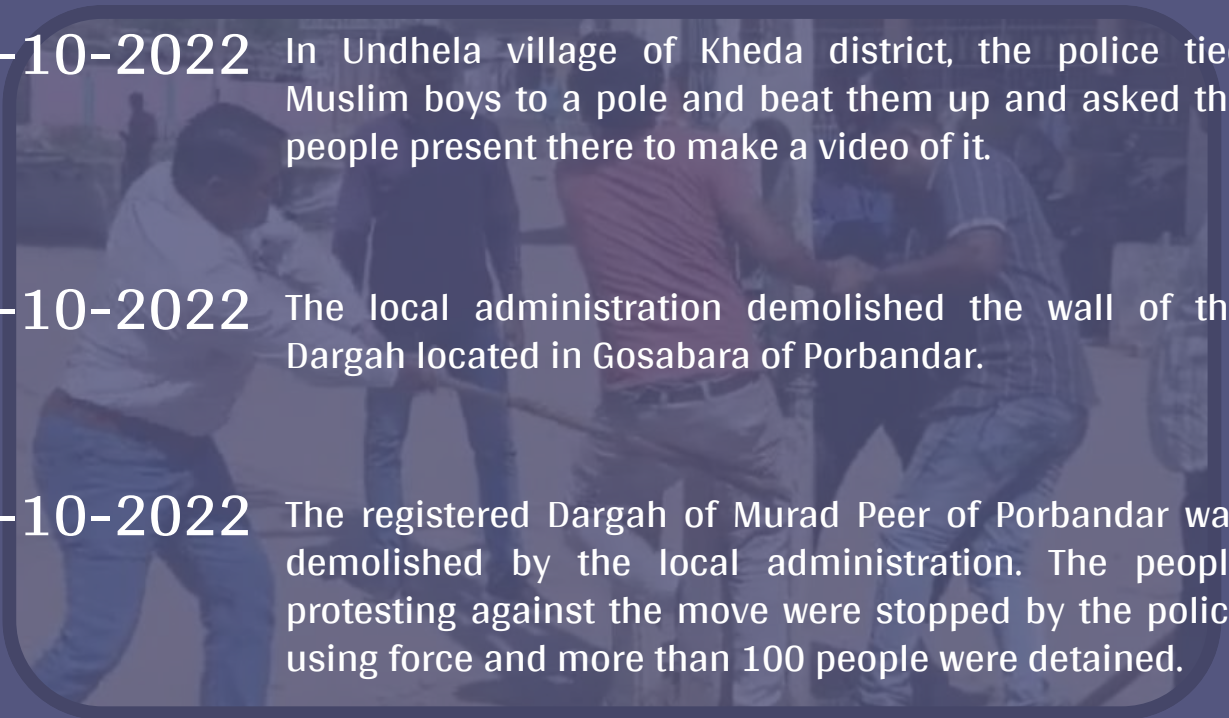 -10-2022 In Undhela village of Kheda district, the police tie
Muslim boys to a pole and beat them up and asked th
people present there to make a video of it.
-10-2022 The local administration demolished the wall of th
Dargah located in Gosabara of Porbandar.
-10-2022 The registered Dargah of Murad Peer of Porbandar wa
demolished by the local administration. The peopl
protesting against the move were stopped by the polic
using force and more than 100 people were detained.